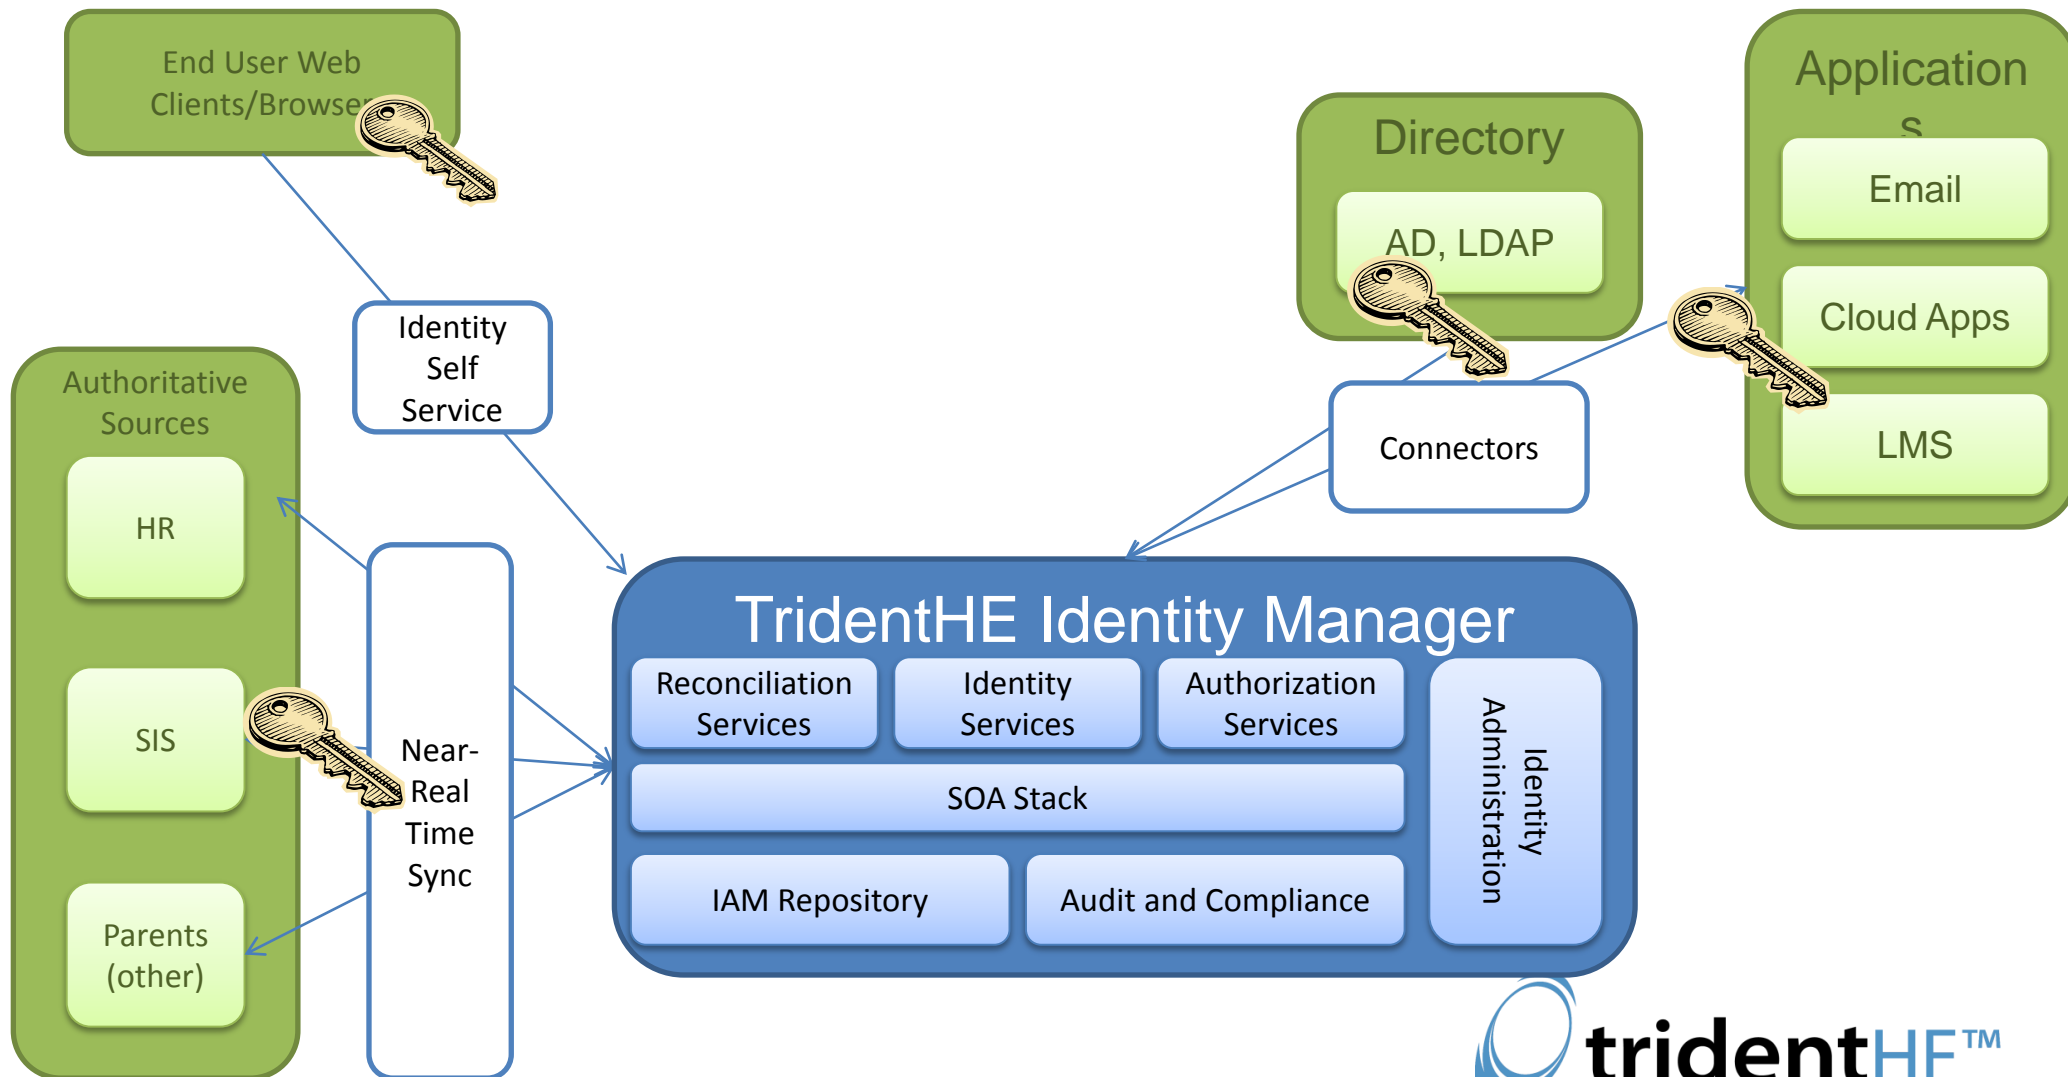 End User Web
Clients/Browser
Directory
AD, LDAP
Application
s
Email
Cloud Apps
LMS
Identity
Self
Service
Connectors
Authoritative
Sources
HR
SIS
Parents
(other)
Near-
Real
Time
Sync
TridentHE Identity Manager
Reconciliation
Services
Identity
Services
Authorization
Services
SOA Stack
IAM Repository
Audit and Compliance
Identity
Administration
tridentHE™